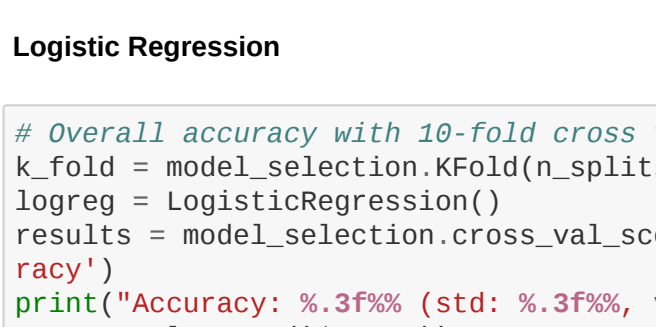 Logistic Regression
# Overall accuracy with 10-fold cross
k_fold = model_selection.KFold(n_split
logreg = LogisticRegression()
results = model_selection.cross_val_sc
racy')
print("Accuracy: %.3f%% (std: %.3f%%,